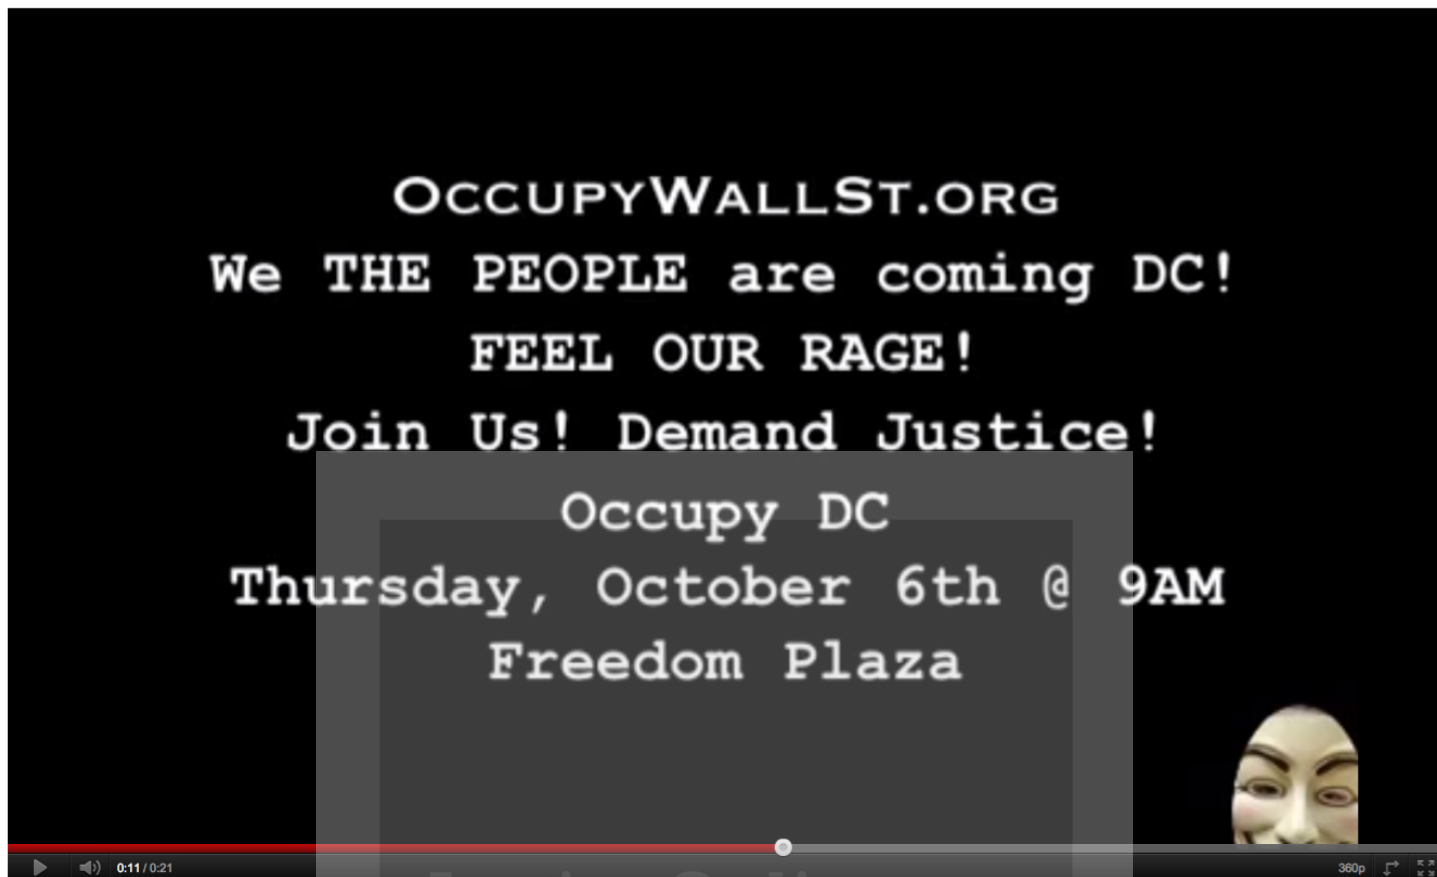 OCCUPYWALLST.ORG
We THE PEOPLE are coming DC!
FEEL OUR RAGE!
Join Us! Demand Justice!
Occupy DC
Thursday, October 6th @ 9AM
Freedom Plaza
0:11 / 0:21
360p